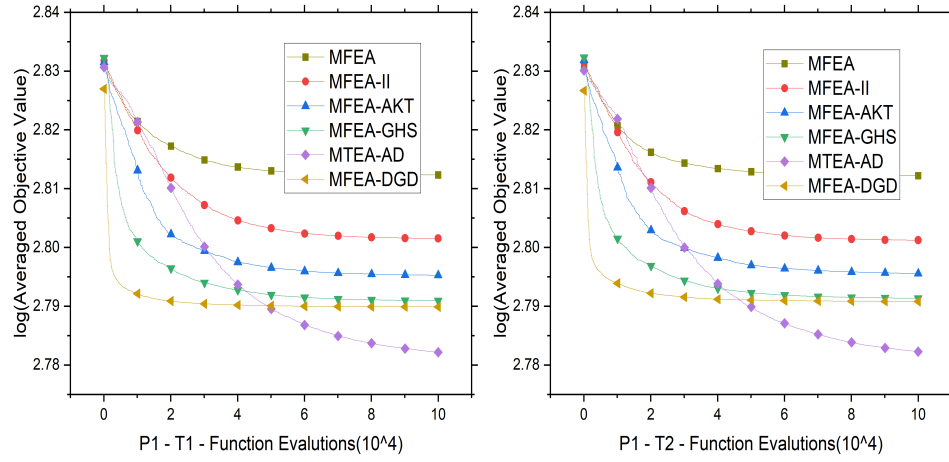 log(Averaged Objective Value)
2.84
2.83
2.82
2.81
2.80
2.79
2.78
MFEA
MFEA-II
MFEA-AKT
MFEA-GHS
MTEA-AD
MFEA-DGD
0 2 4 6 8 10
P1 - T1 - Function Evalutions(10^4)
log(Averaged Objective Value)
2.84
2.83
2.82
2.81
2.80
2.79
2.78
MFEA
MFEA-II
MFEA-AKT
MFEA-GHS
MTEA-AD
MFEA-DGD
0 2 4 6 8 10
P1 - T2 - Function Evalutions(10^4)